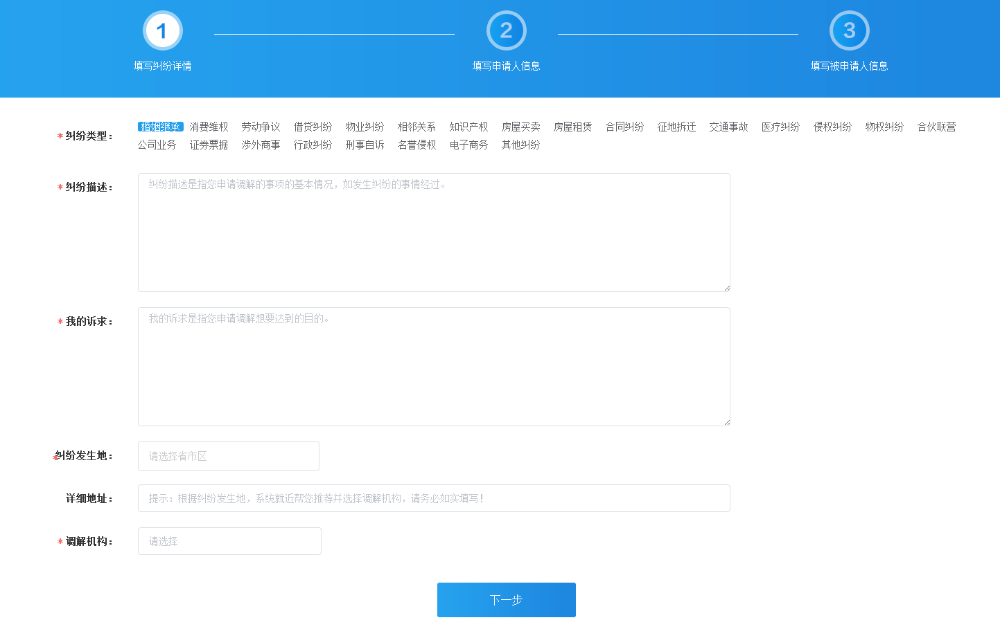 1
2
3
填写纠纷详情
填写申请人信息
填写被申请人信息
*纠纷类型：
婚姻继承 消费维权 劳动争议 借贷纠纷 物业纠纷 相邻关系 知识产权 房屋买卖 房屋租赁 合同纠纷 征地拆迁 交通事故 医疗纠纷 侵权纠纷 物权纠纷 合伙联营
公司业务 证券票据 涉外商事 行政纠纷 刑事自诉 名誉侵权 电子商务 其他纠纷
*纠纷描述：
纠纷描述是指您申请调解的事项的基本情况，如发生纠纷的事情经过。
*我的诉求：
我的诉求是指您申请调解想要达到的目的。
*纠纷发生地：
请选择省市区
详细地址：
提示：根据纠纷发生地，系统就近帮您推荐并选择调解机构，请务必如实填写！
*调解机构：
请选择
下一步